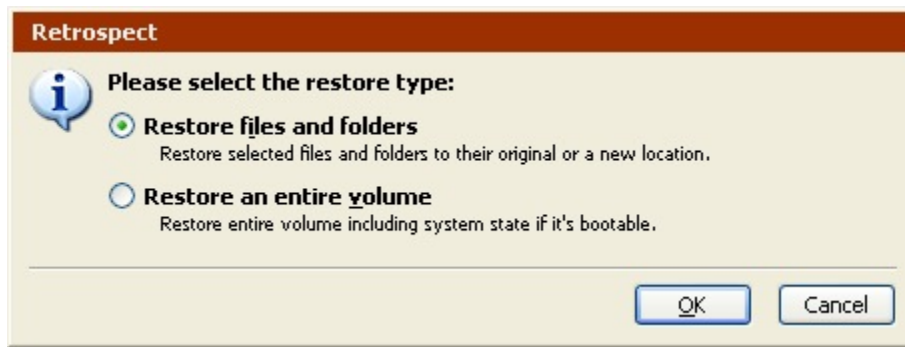 Retrospect
Please select the restore type:
Restore files and folders
Restore selected files and folders to their original or a new location.
Restore an entire volume
Restore entire volume including system state if it's bootable.
OK Cancel